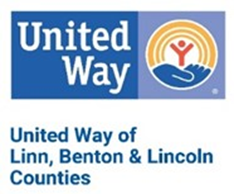 United
Way
®
United Way of
Linn, Benton & Lincoln
Counties